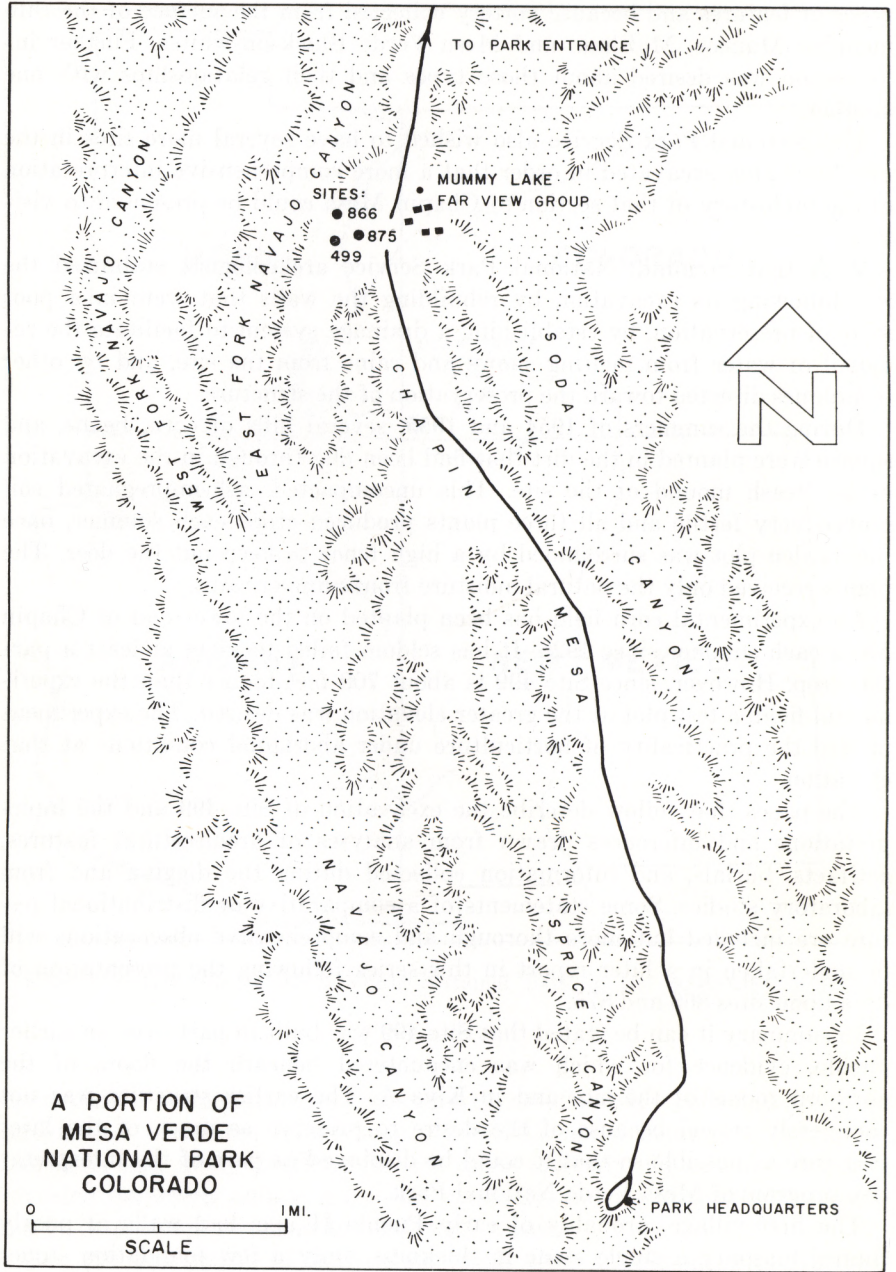 TO PARK ENTRANCE
WEST FORK NAVAJO CANYON
EAST FORK NAVAJO CANYON
SITES:
866
875
499
MUMMY LAKE
FAR VIEW GROUP
N
CHAPIN MESA
SODA CANYON
NAVAJO CANYON
SPRUCE CANYON
A PORTION OF
MESA VERDE
NATIONAL PARK
COLORADO
0 1 MI.
SCALE
PARK HEADQUARTERS